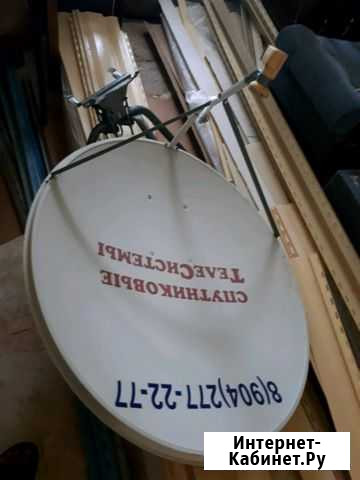 СПУТНИКОВЫЕ
ТЕЛЕСИСТЕМЫ
8(904)277-22-77
Интернет-
Кабинет.Ру